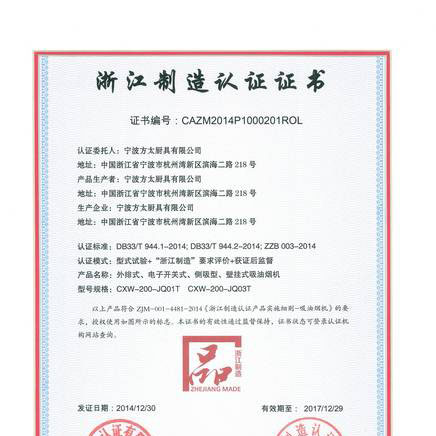 浙江制造认证证书
证书编号：CAZM2014P1000201ROL
认证委托人：宁波方太厨具有限公司
地址：中国浙江省宁波市杭州湾新区滨海二路 218 号
产品生产者：宁波方太厨具有限公司
地址：中国浙江省宁波市杭州湾新区滨海二路 218 号
生产企业：宁波方太厨具有限公司
地址：中国浙江省宁波市杭州湾新区滨海二路 218 号
认证标准：DB33/T 944.1-2014; DB33/T 944.2-2014; ZZB 003-2014
认证模式：型式试验+“浙江制造”要求评价+获证后监督
产品名称：外排式、电子开关式、侧吸型、壁挂式吸油烟机
型号规格：CXW-200-JQ01T CXW-200-JQ03T
以上产品符合 ZJM-001-4481-2014《浙江制造认证产品实施细则-吸油烟机》的要
求，授权使用如图所示的标志。本证书的有效性通过监督保持，证书状态可登录认证机
构网站查询。
品
浙江制造
ZHEJIANG MADE
发证日期：2014/12/30
有效期至：2017/12/29